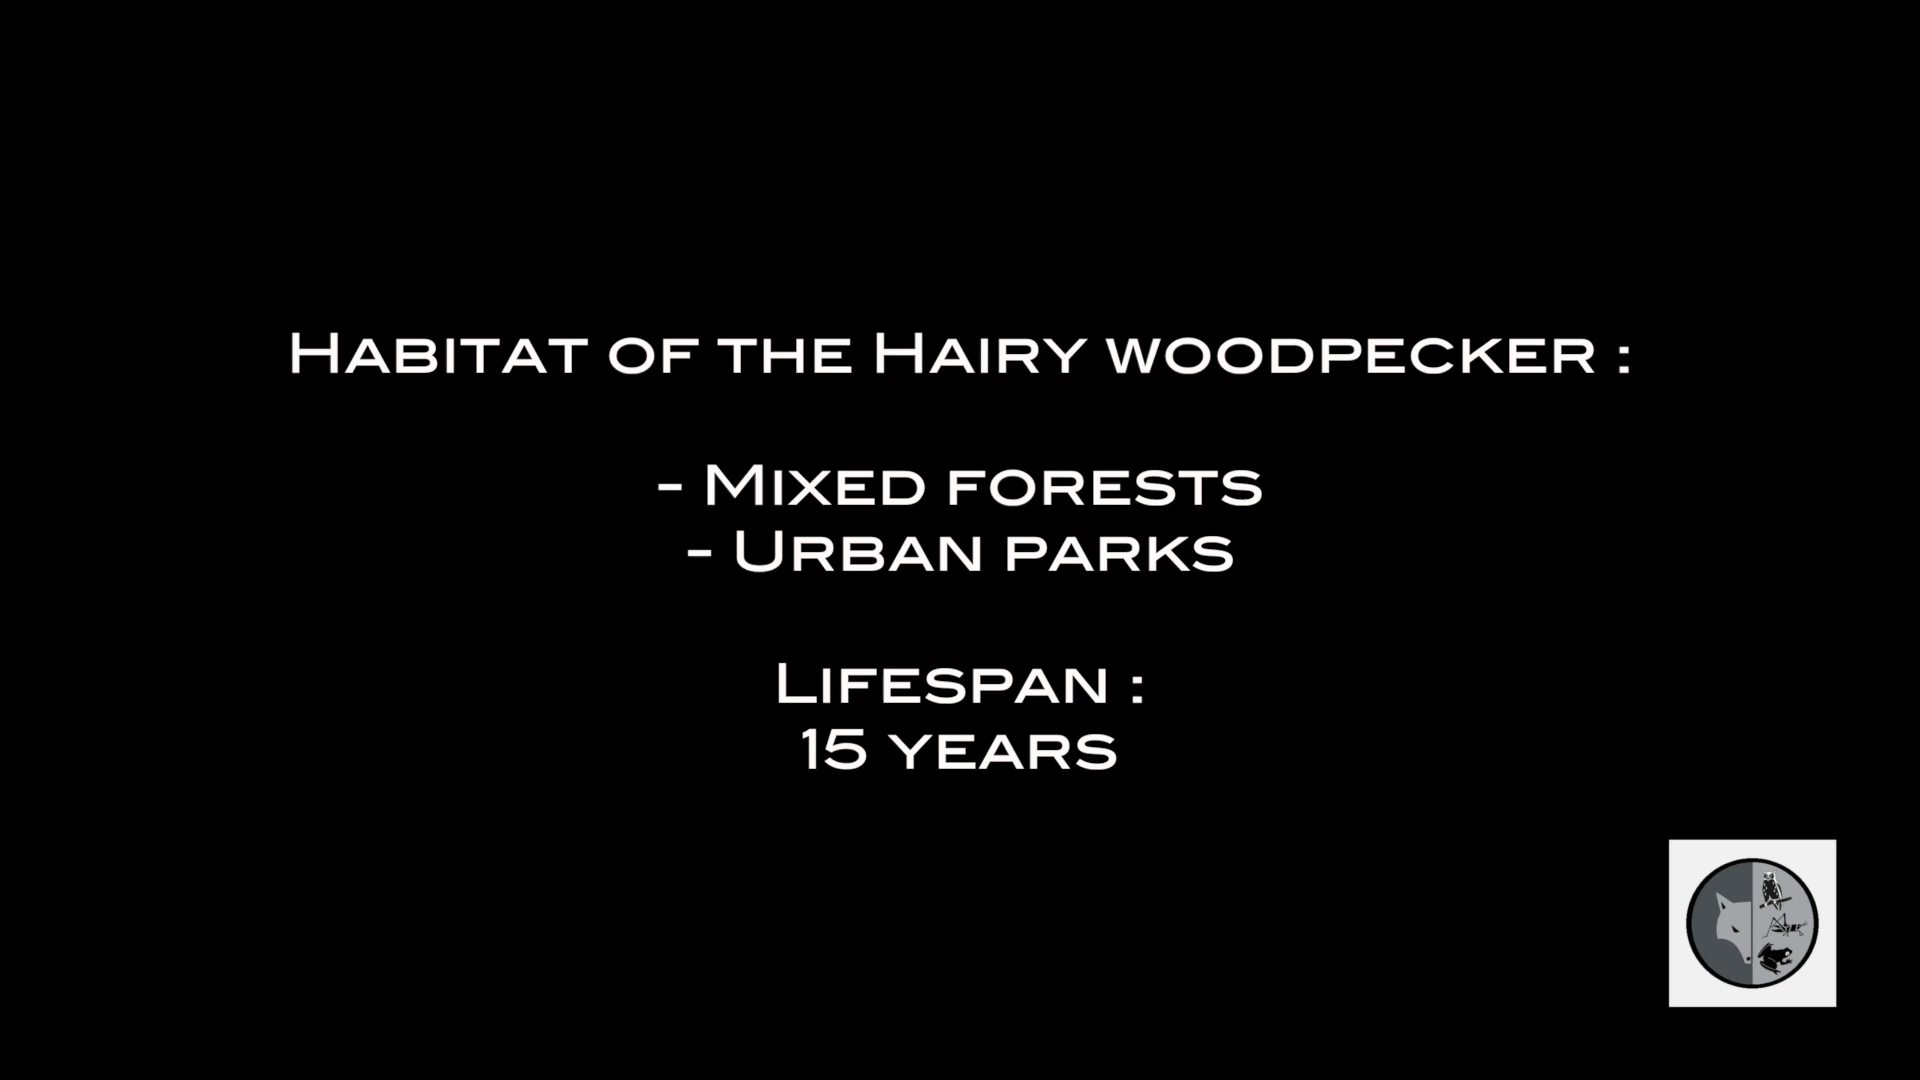 Habitat of the Hairy woodpecker :
- Mixed forests
- Urban parks
Lifespan :
15 years